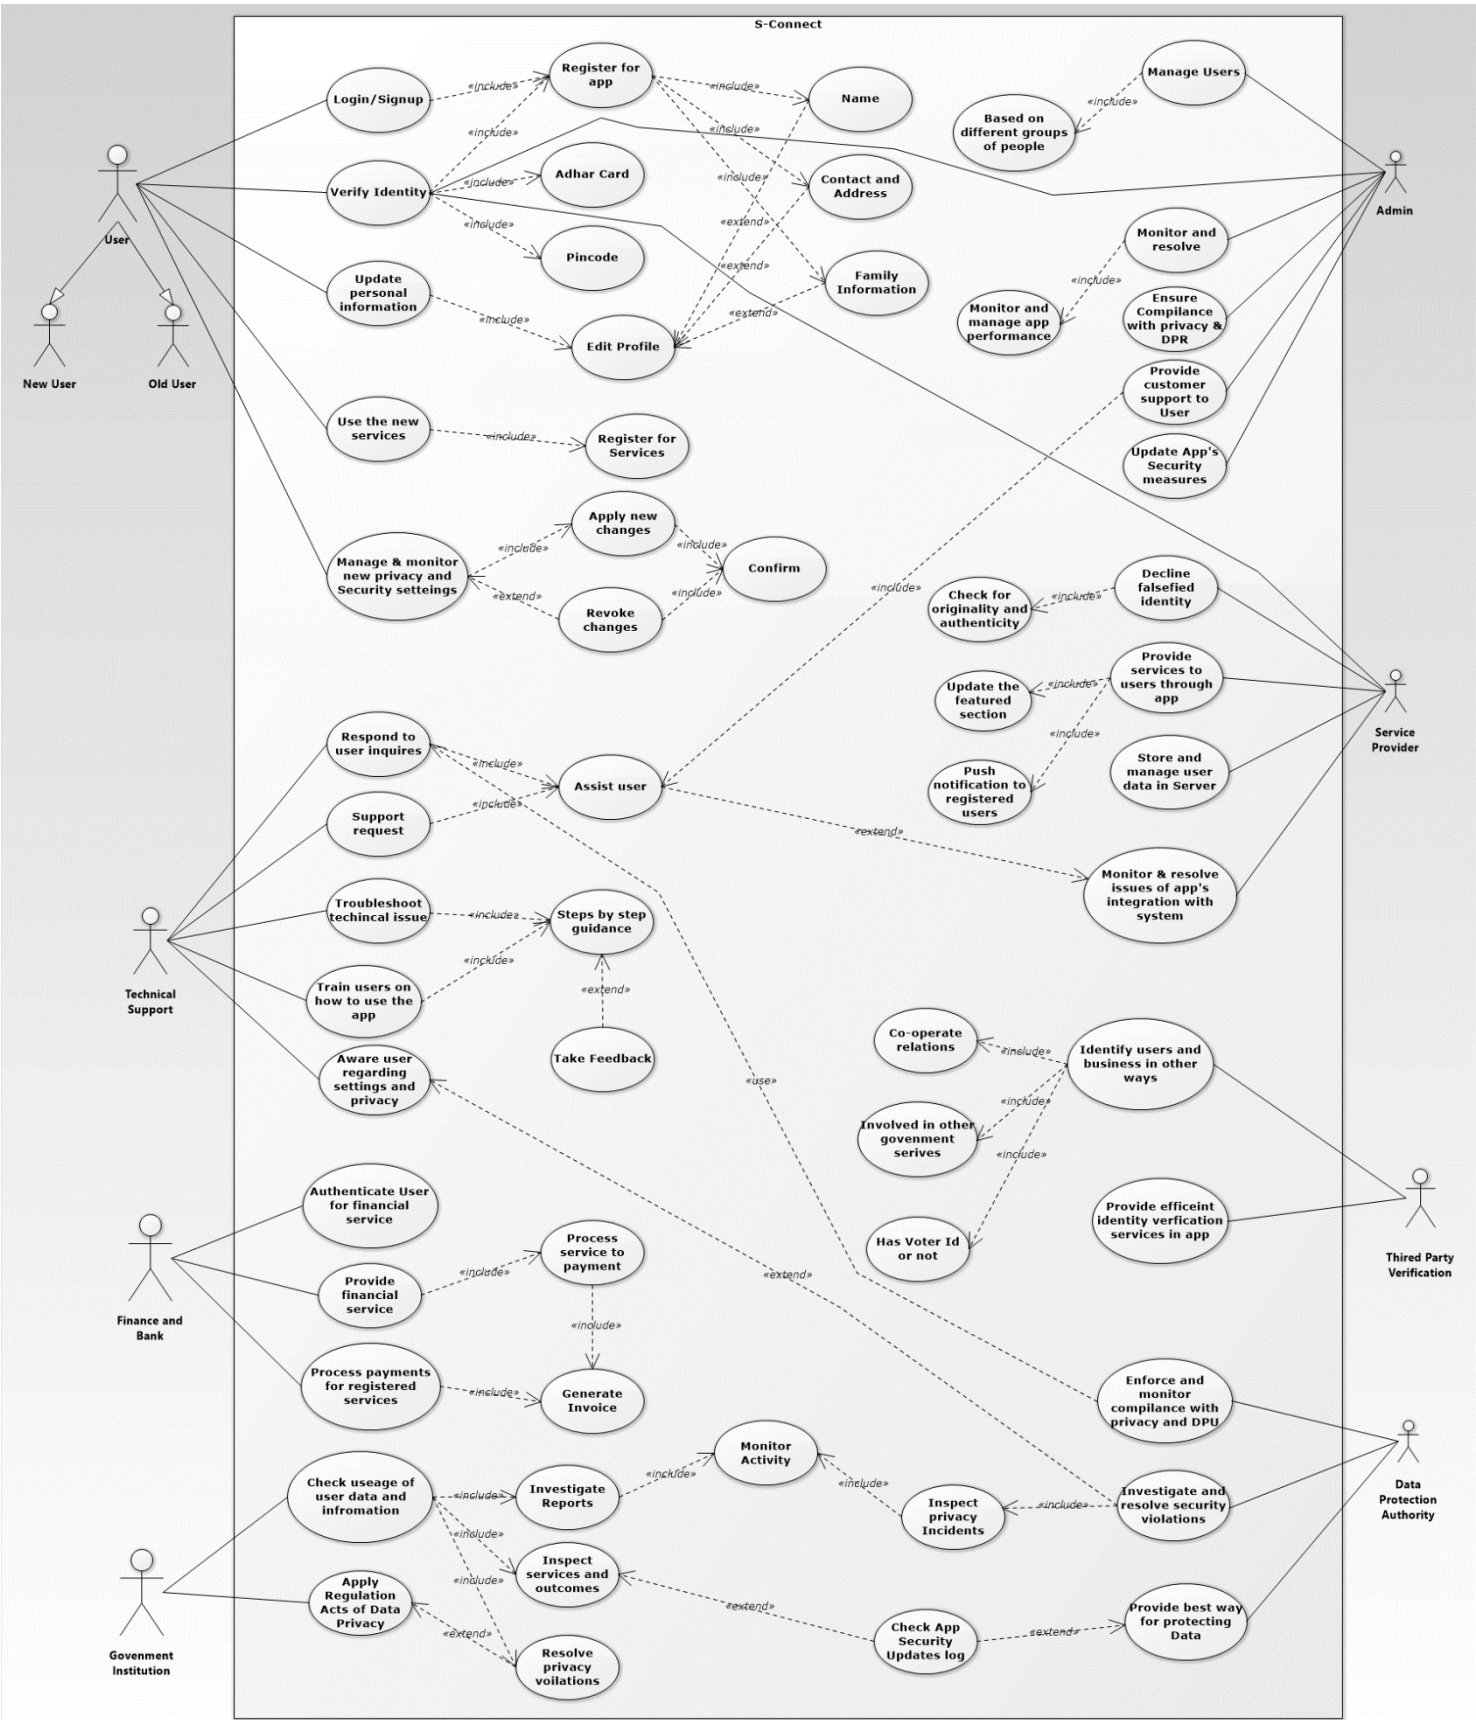 S-Connect
Login/Signup
«include»
Register for
app
«include»
Name
Manage Users
«include»
Based on
different groups
of people
«include»
«include»
Verify Identity
«include»
Adhar Card
«include»
Contact and
Address
Admin
User
«include»
Pincode
«extend»
«extend»
Monitor and
resolve
Update
personal
information
«include»
Family
Information
«extend»
«include»
Monitor and
manage app
performance
Ensure
Compliance
with privacy &
DPR
New User
Old User
Edit Profile
Provide
customer
support to
User
Use the new
services
«include»
Register for
Services
Update App's
Security
measures
Apply new
changes
«include»
«include»
Confirm
Manage & monitor
new privacy and
Security setteings
«extend»
Revoke
changes
«include»
«include»
Check for
originality and
authenticity
«include»
Decline
falsefied
identity
Provide
services to
users through
app
«include»
Update the
featured
section
«include»
Service
Provider
Respond to
user inquires
«include»
Assist user
Push
notification to
registered
users
Store and
manage user
data in Server
Support
request
«include»
«extend»
Monitor & resolve
issues of app's
integration with
system
Troubleshoot
techincal issue
«include»
Steps by step
guidance
«include»
Technical
Support
Train users on
how to use the
app
«extend»
Take Feedback
Aware user
regarding
settings and
privacy
«use»
Co-operate
relations
«include»
Identify users and
business in other
ways
«include»
Involved in other
govenment
serives
«include»
Authenticate User
for financial
service
Has Voter Id
or not
Provide efficeint
identity verfication
services in app
Thired Party
Verification
Process
service to
payment
«include»
Provide
financial
service
«extend»
Finance and
Bank
«include»
Process payments
for registered
services
«include»
Generate
Invoice
Enforce and
monitor
compliance with
privacy and DPU
Monitor
Activity
Check useage of
user data and
infromation
«include»
Investigate
Reports
«include»
«include»
Inspect
privacy
Incidents
«include»
Investigate and
resolve security
violations
Data
Protection
Authority
«include»
Inspect
services and
outcomes
«include»
Apply
Regulation
Acts of Data
Privacy
«extend»
«extend»
Check App
Security
Updates log
«extend»
Provide best way
for protecting
Data
Resolve
privacy
voilations
Govenment
Institution